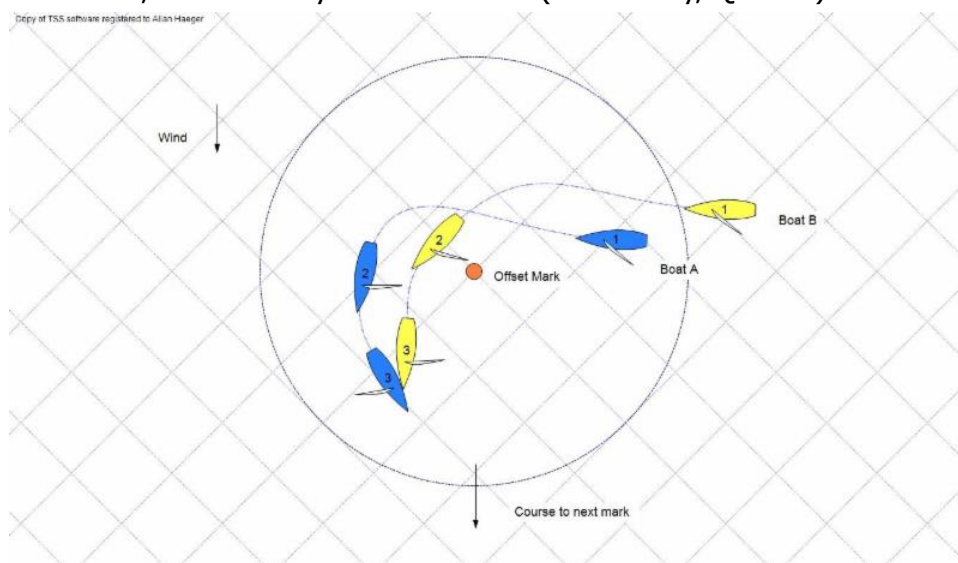 Copy of TSS software registered to Allan Haeger
Wind
1
Boat B
2
1
Boat A
2
Offset Mark
3
3
Course to next mark